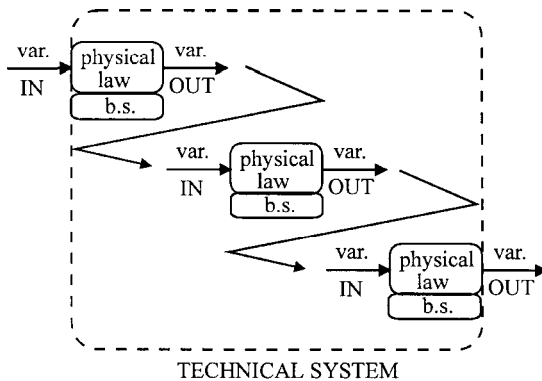 var.
IN
physical
law
b.s.
var.
OUT
var.
IN
physical
law
b.s.
var.
OUT
var.
IN
physical
law
b.s.
var.
OUT
TECHNICAL SYSTEM